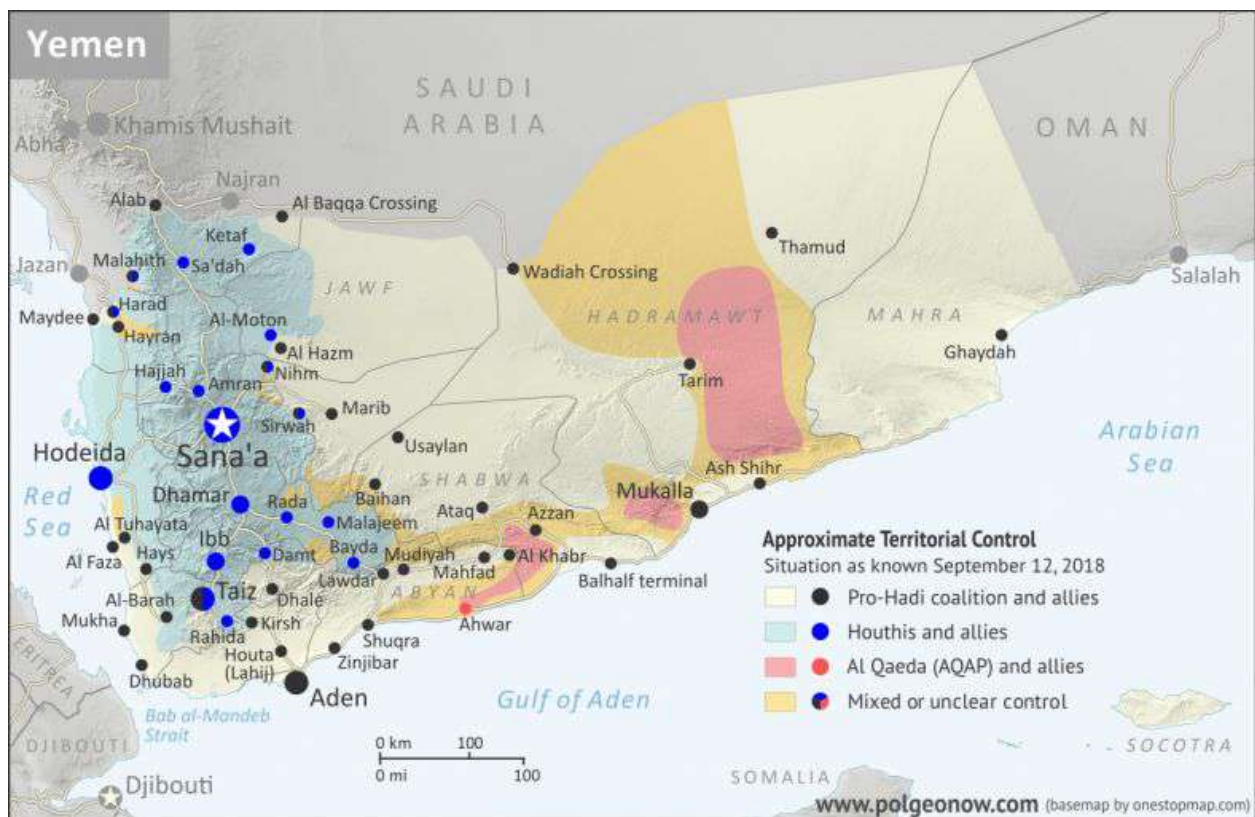 Yemen
SAUDI
ARABIA
OMAN
Khamis Mushait
Abha
Najran
Alab
Al Baqqa Crossing
Ketaf
Thamud
Malahith
Sa'dah
Wadiah Crossing
Salalah
Jazan
JAWF
Harad
Maydee
Al-Moton
HADRAMAWT
MAHRA
Hayran
Al Hazm
Ghaydah
Nihm
Hajjah
Amran
Tarim
Marib
Sirwah
Arabian
Sea
Usaylan
Sana'a
Hodeida
Ash Shihr
SHABWA
Baihan
Mukalla
Red
Sea
Dhamar
Rada
Ataq
Azzan
Malajeem
Al Tuhayata
Ibb
Bayda
Mudiyah
Al Faza
Hays
Damt
Al Khabr
Mahfad
Lawdar
Balhalf terminal
Taiz
ABYAN
Al-Barah
Dhale
Mukha
Kirsh
Ahwar
Rahida
Shuqra
Houta
(Lahij)
Zinjibar
Dhubab
Aden
Gulf of Aden
Bab al-Mandeb
Strait
ERITREA
DJIBOUTI
Djibouti
0 km 100
0 mi 100
Approximate Territorial Control
Situation as known September 12, 2018
Pro-Hadi coalition and allies
Houthis and allies
Al Qaeda (AQAP) and allies
Mixed or unclear control
SOCOTRA
SOMALIA
www.polgeonow.com (basemap by onestopmap.com)